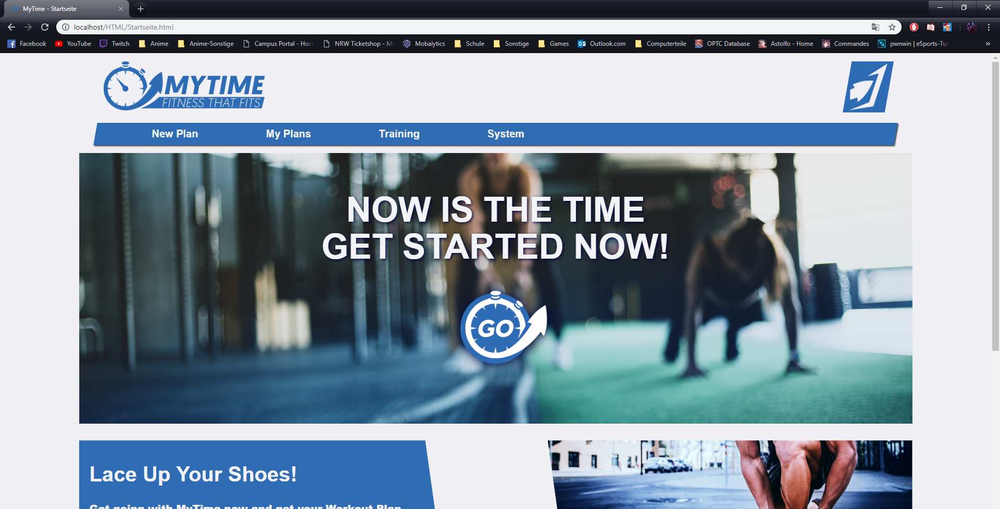 MyTime - Startseite
localhost/HTML/Startseite.html
Facebook YouTube Twitch Anime Anime-Sonstige Campus Portal - Hoc NRW Ticketshop - M Mobalytics Schule Sonstige Games Outlook.com Computerteile OPTC Database Astolfo - Home Commandes pwnwin | eSports-Tur »
MYTIME
FITNESS THAT FITS
New Plan My Plans Training System
NOW IS THE TIME
GET STARTED NOW!
GO
Lace Up Your Shoes!
Get going with MyTime now and get your Workout Plan